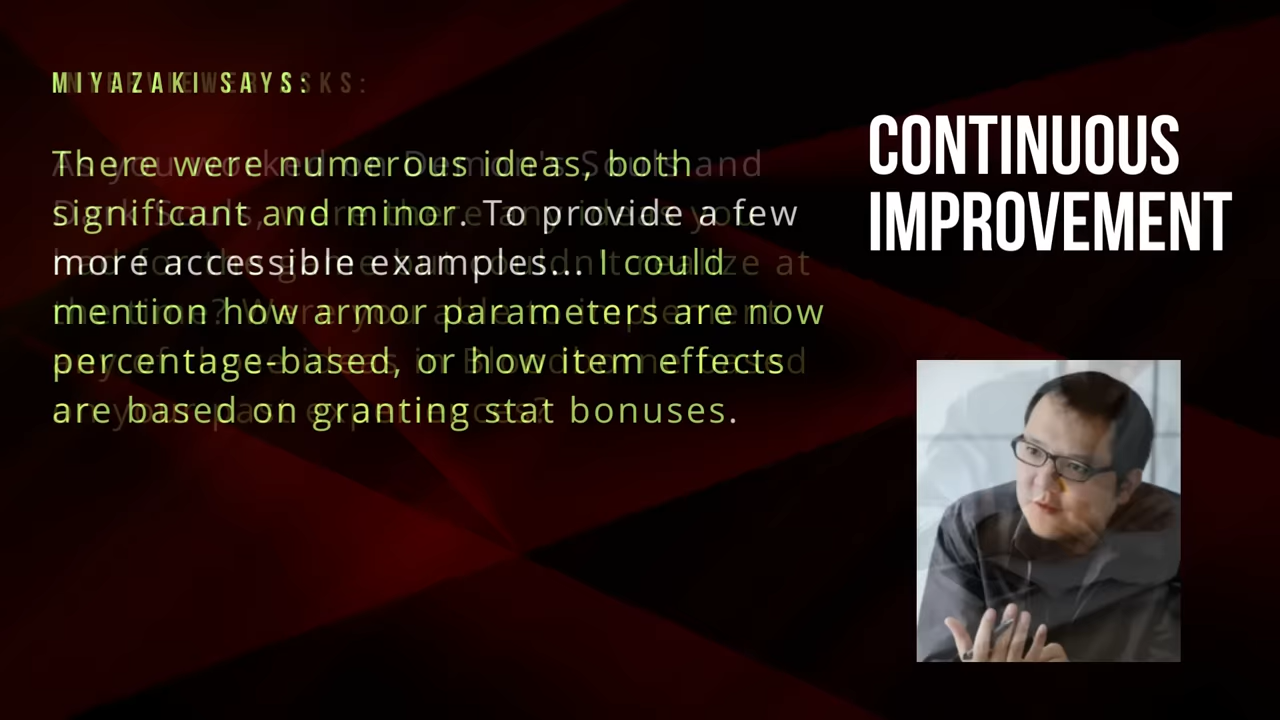 MIYAZAKI SAYS:
There were numerous ideas, both
significant and minor. To provide a few
more accessible examples... I could
mention how armor parameters are now
percentage-based, or how item effects
are based on granting stat bonuses.
CONTINUOUS
IMPROVEMENT